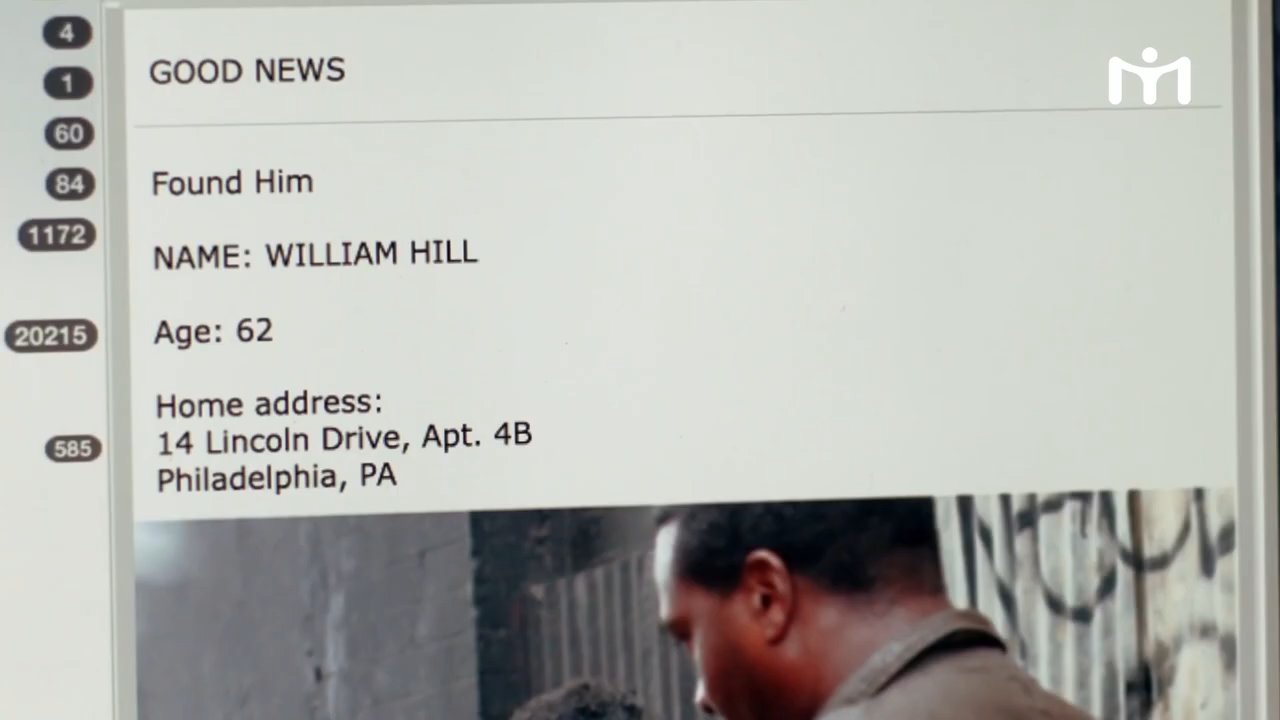 4
1
60
84
1172
20215
585
GOOD NEWS
Found Him
NAME: WILLIAM HILL
Age: 62
Home address:
14 Lincoln Drive, Apt. 4B
Philadelphia, PA